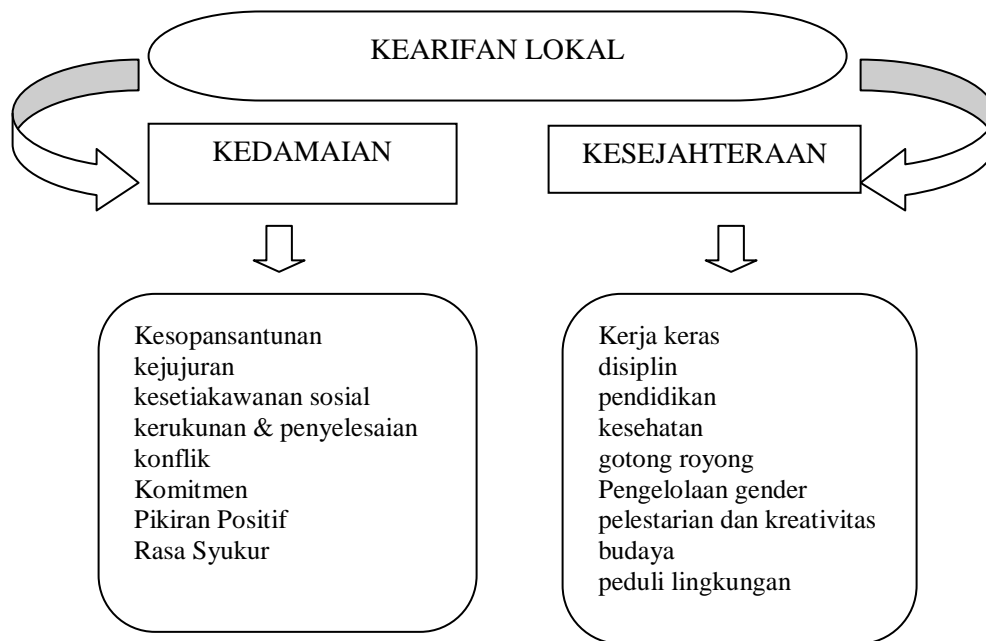 KEARIFAN LOKAL
KEDAMAIAN
KESEJAHTERAAN
Kesopansantunan
kejujuran
kesetiakawanan sosial
kerukunan & penyelesaian
konflik
Komitmen
Pikiran Positif
Rasa Syukur
Kerja keras
disiplin
pendidikan
kesehatan
gotong royong
Pengelolaan gender
pelestarian dan kreativitas
budaya
peduli lingkungan